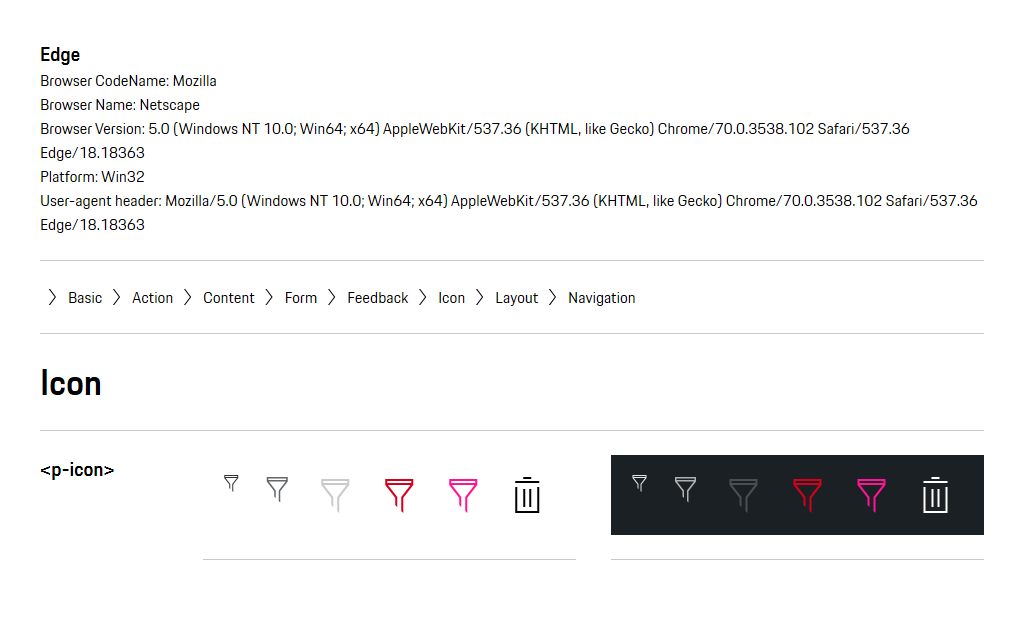 Edge
Browser CodeName: Mozilla
Browser Name: Netscape
Browser Version: 5.0 (Windows NT 10.0; Win64; x64) AppleWebKit/537.36 (KHTML, like Gecko) Chrome/70.0.3538.102 Safari/537.36
Edge/18.18363
Platform: Win32
User-agent header: Mozilla/5.0 (Windows NT 10.0; Win64; x64) AppleWebKit/537.36 (KHTML, like Gecko) Chrome/70.0.3538.102 Safari/537.36
Edge/18.18363
Basic Action Content Form Feedback Icon Layout Navigation
Icon
<p-icon>